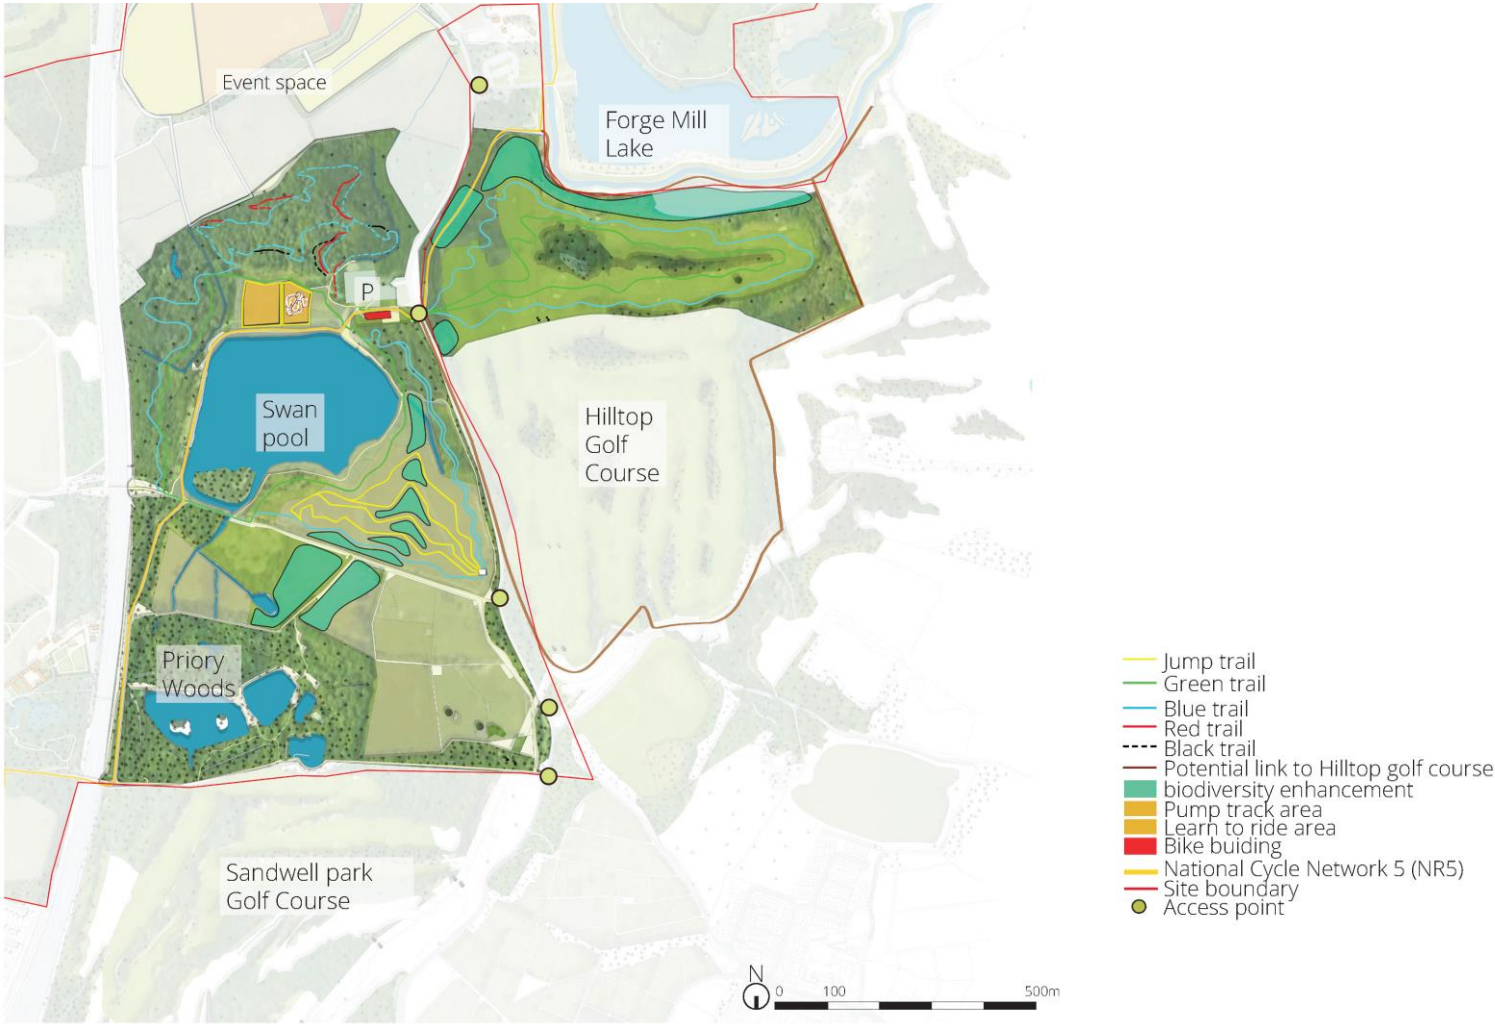 Event space
Forge Mill
Lake
P
Swan
pool
Hilltop
Golf
Course
Priory
Woods
Sandwell park
Golf Course
Jump trail
Green trail
Blue trail
Red trail
Black trail
Potential link to Hilltop golf course
biodiversity enhancement
Pump track area
Learn to ride area
Bike buiding
National Cycle Network 5 (NR5)
Site boundary
Access point
N
0 100 500m